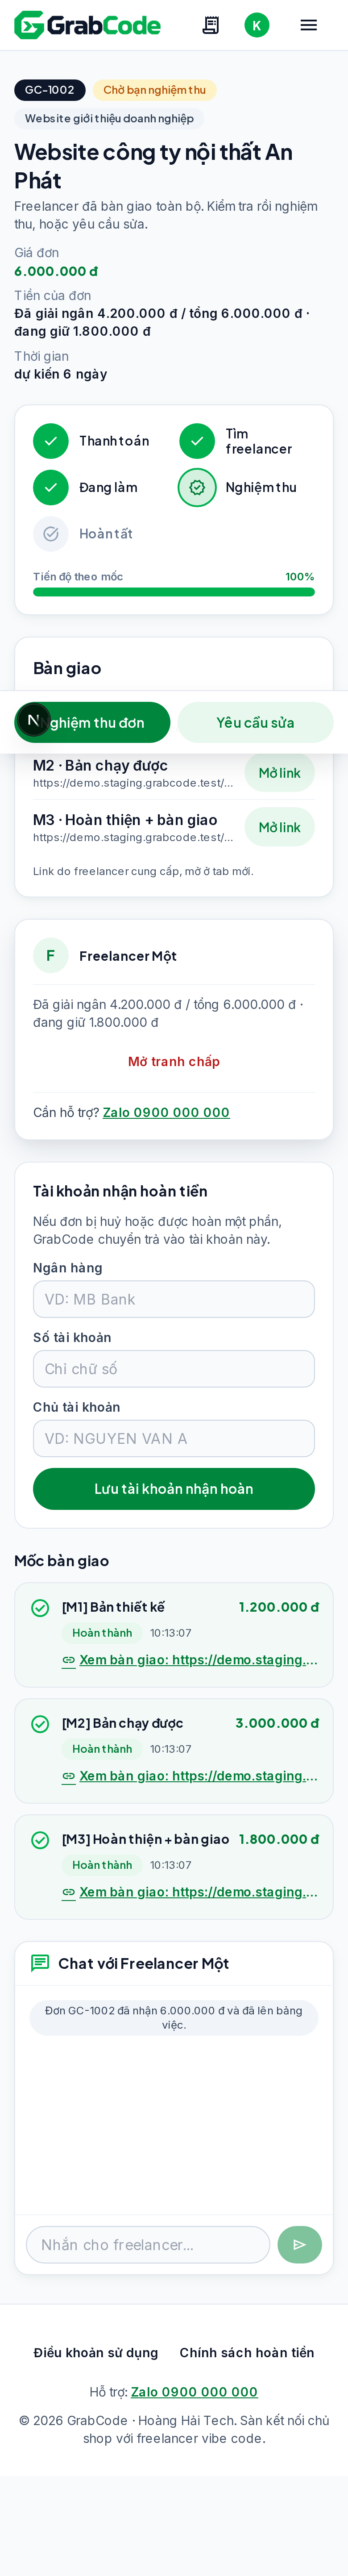 GrabCode
K
GC-1002
Chờ bạn nghiệm thu
Website giới thiệu doanh nghiệp
Website công ty nội thất An
Phát
Freelancer đã bàn giao toàn bộ. Kiểm tra rồi nghiệm
thu, hoặc yêu cầu sửa.
Giá đơn
6.000.000 đ
Tiền của đơn
Đã giải ngân 4.200.000 đ / tổng 6.000.000 đ ·
đang giữ 1.800.000 đ
Thời gian
dự kiến 6 ngày
Thanh toán
Tìm
freelancer
Đang làm
Nghiệm thu
Hoàn tất
Tiến độ theo mốc
100%
Bàn giao
N
ghiệm thu đơn
Yêu cầu sửa
M2 · Bản chạy được
https://demo.staging.grabcode.test/...
Mở link
M3 · Hoàn thiện + bàn giao
https://demo.staging.grabcode.test/...
Mở link
Link do freelancer cung cấp, mở ở tab mới.
F
Freelancer Một
Đã giải ngân 4.200.000 đ / tổng 6.000.000 đ ·
đang giữ 1.800.000 đ
Mở tranh chấp
Cần hỗ trợ? Zalo 0900 000 000
Tài khoản nhận hoàn tiền
Nếu đơn bị huỷ hoặc được hoàn một phần,
GrabCode chuyển trả vào tài khoản này.
Ngân hàng
VD: MB Bank
Số tài khoản
Chỉ chữ số
Chủ tài khoản
VD: NGUYEN VAN A
Lưu tài khoản nhận hoàn
Mốc bàn giao
[M1] Bản thiết kế
1.200.000 đ
Hoàn thành
10:13:07
Xem bàn giao: https://demo.staging....
[M2] Bản chạy được
3.000.000 đ
Hoàn thành
10:13:07
Xem bàn giao: https://demo.staging....
[M3] Hoàn thiện + bàn giao
1.800.000 đ
Hoàn thành
10:13:07
Xem bàn giao: https://demo.staging....
Chat với Freelancer Một
Đơn GC-1002 đã nhận 6.000.000 đ và đã lên bảng
việc.
Nhắn cho freelancer...
Điều khoản sử dụng
Chính sách hoàn tiền
Hỗ trợ: Zalo 0900 000 000
© 2026 GrabCode · Hoàng Hải Tech. Sàn kết nối chủ
shop với freelancer vibe code.